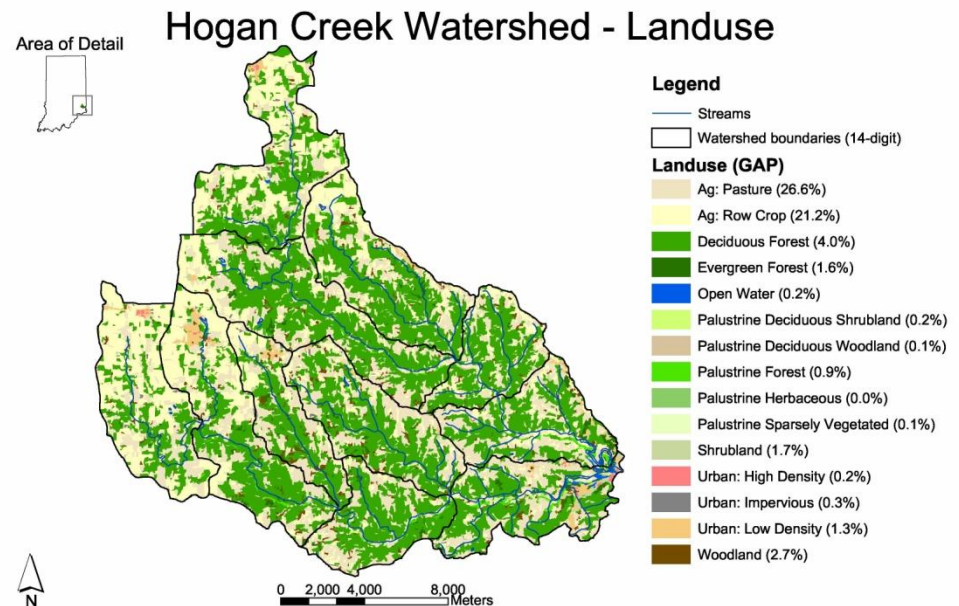 Hogan Creek Watershed - Landuse
Area of Detail
Legend
Streams
Watershed boundaries (14-digit)
Landuse (GAP)
Ag: Pasture (26.6%)
Ag: Row Crop (21.2%)
Deciduous Forest (4.0%)
Evergreen Forest (1.6%)
Open Water (0.2%)
Palustrine Deciduous Shrubland (0.2%)
Palustrine Deciduous Woodland (0.1%)
Palustrine Forest (0.9%)
Palustrine Herbaceous (0.0%)
Palustrine Sparsely Vegetated (0.1%)
Shrubland (1.7%)
Urban: High Density (0.2%)
Urban: Impervious (0.3%)
Urban: Low Density (1.3%)
Woodland (2.7%)
N
0 2,000 4,000 8,000
Meters